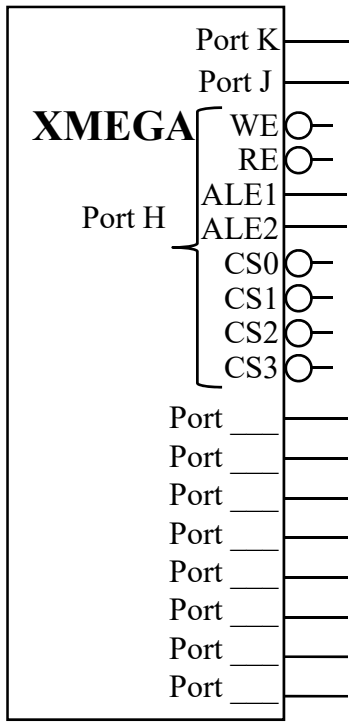 Port K
Port J
XMEGA
WE
RE
ALE1
Port H
ALE2
CS0
CS1
CS2
CS3
Port ___
Port ___
Port ___
Port ___
Port ___
Port ___
Port ___
Port ___